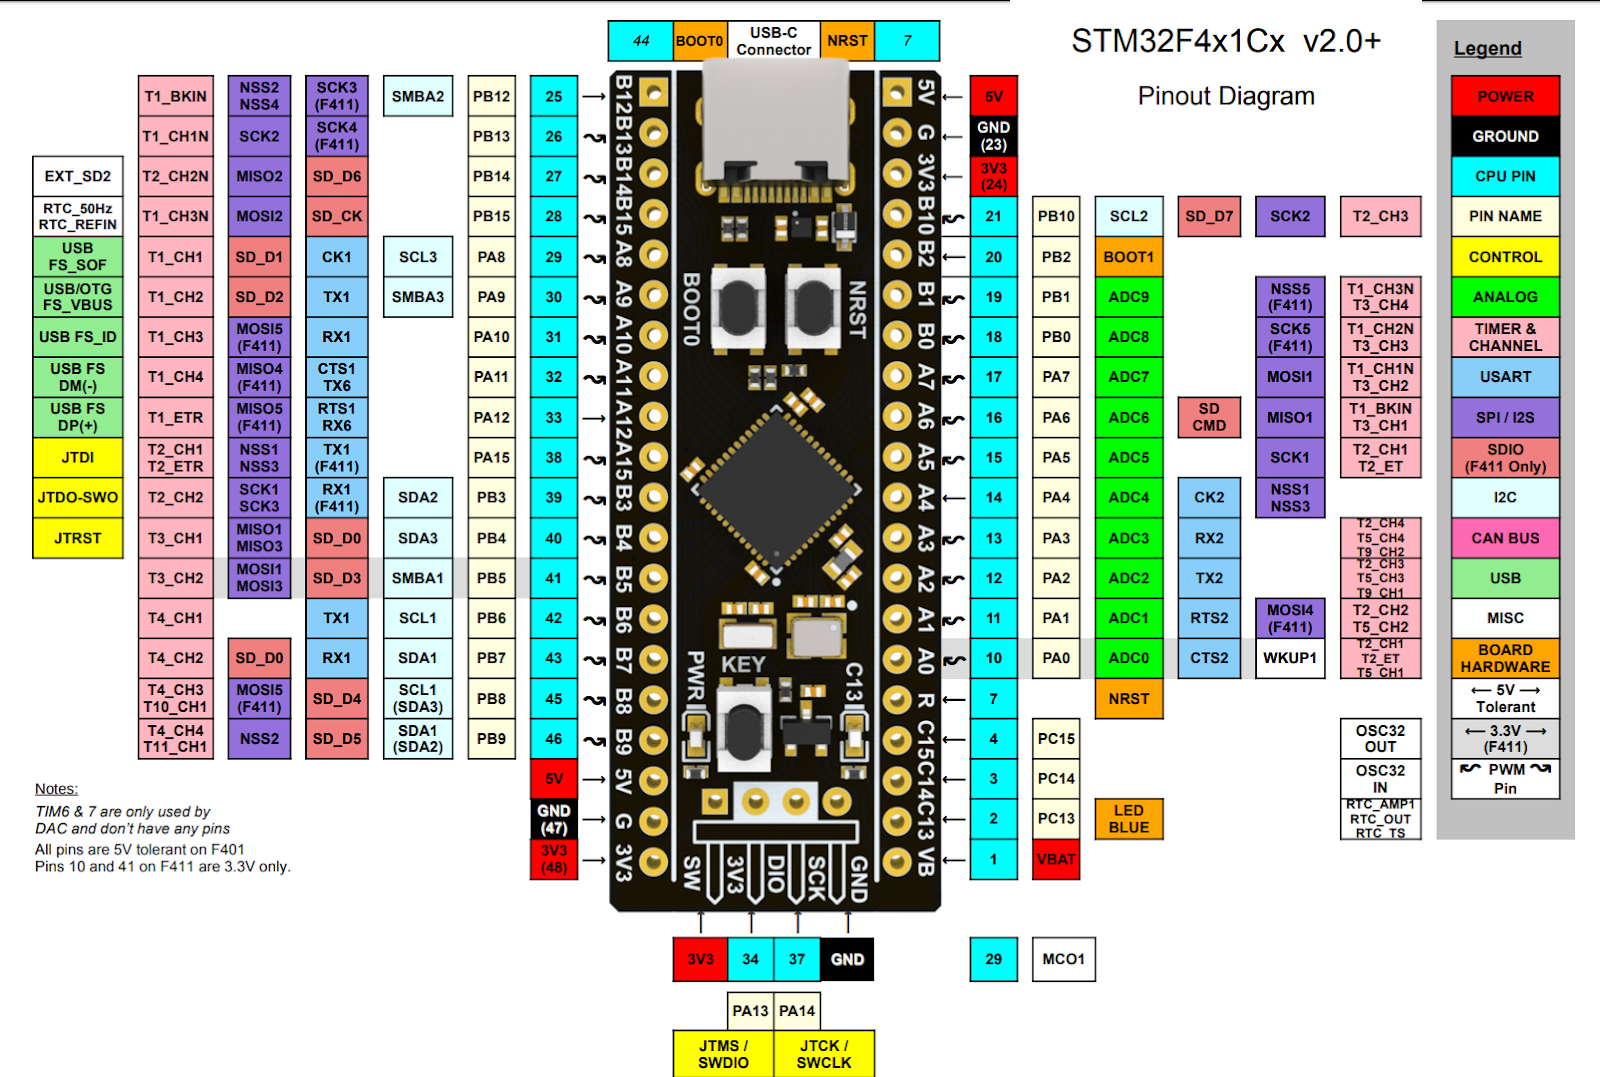 STM32F4x1Cx v2.0+
Pinout Diagram
44 BOOT0 USB-C Connector NRST 7
T1_BKIN NSS2 NSS4 SCK3 (F411) SMBA2 PB12 25 B12
T1_CH1N SCK2 SCK4 (F411) PB13 26 B13
EXT_SD2 T2_CH2N MISO2 SD_D6 PB14 27 B14
RTC_50Hz RTC_REFIN T1_CH3N MOSI2 SD_CK PB15 28 B15
USB FS_SOF T1_CH1 SD_D1 CK1 SCL3 PA8 29 A8
USB/OTG FS_VBUS T1_CH2 SD_D2 TX1 SMBA3 PA9 30 A9
USB FS_ID T1_CH3 MOSI5 (F411) RX1 PA10 31 A10
USB FS DM(-) T1_CH4 MISO4 (F411) CTS1 TX6 PA11 32 A11
USB FS DP(+) T1_ETR MISO5 (F411) RTS1 RX6 PA12 33 A12
JTDI T2_CH1 T2_ETR NSS1 NSS3 TX1 (F411) PA15 38 A15
JTDO-SWO T2_CH2 SCK1 SCK3 RX1 (F411) SDA2 PB3 39 B3
JTRST T3_CH1 MISO1 MISO3 SD_D0 SDA3 PB4 40 B4
T3_CH2 MOSI1 MOSI3 SD_D3 SMBA1 PB5 41 B5
T4_CH1 TX1 SCL1 PB6 42 B6
T4_CH2 SD_D0 RX1 SDA1 PB7 43 B7
T4_CH3 T10_CH1 MOSI5 (F411) SD_D4 SCL1 (SDA3) PB8 45 B8
T4_CH4 T11_CH1 NSS2 SD_D5 SDA1 (SDA2) PB9 46 B9
5V 5V
GND (47) G
3V3 (48) 3V3
BOOT0 NRST
PWR KEY C13
SW 3V3 DIO SCK GND
5V 5V
G GND (23)
3V3 3V3 (24)
B10 21 PB10 SCL2 SD_D7 SCK2 T2_CH3
B2 20 PB2 BOOT1
B1 19 PB1 ADC9 NSS5 (F411) T1_CH3N T3_CH4
B0 18 PB0 ADC8 SCK5 (F411) T1_CH2N T3_CH3
A7 17 PA7 ADC7 MOSI1 T1_CH1N T3_CH2
A6 16 PA6 ADC6 SD CMD MISO1 T1_BKIN T3_CH1
A5 15 PA5 ADC5 SCK1 T2_CH1 T2_ET
A4 14 PA4 ADC4 CK2 NSS1 NSS3
A3 13 PA3 ADC3 RX2 T2_CH4 T5_CH4 T9_CH2
A2 12 PA2 ADC2 TX2 T2_CH3 T5_CH3 T9_CH1
A1 11 PA1 ADC1 RTS2 MOSI4 (F411) T2_CH2 T5_CH2
A0 10 PA0 ADC0 CTS2 WKUP1 T2_CH1 T2_ET T5_CH1
R 7 NRST
C15 4 PC15 OSC32 OUT
C14 3 PC14 OSC32 IN
C13 2 PC13 LED BLUE RTC_AMP1 RTC_OUT RTC_TS
VB 1 VBAT
3V3 34 37 GND
29 MCO1
PA13 PA14
JTMS / SWDIO JTCK / SWCLK
Notes:
TIM6 & 7 are only used by
DAC and don't have any pins
All pins are 5V tolerant on F401
Pins 10 and 41 on F411 are 3.3V only.
Legend
POWER
GROUND
CPU PIN
PIN NAME
CONTROL
ANALOG
TIMER &
CHANNEL
USART
SPI / I2S
SDIO
(F411 Only)
I2C
CAN BUS
USB
MISC
BOARD
HARDWARE
← 5V →
Tolerant
← 3.3V →
(F411)
PWM
Pin